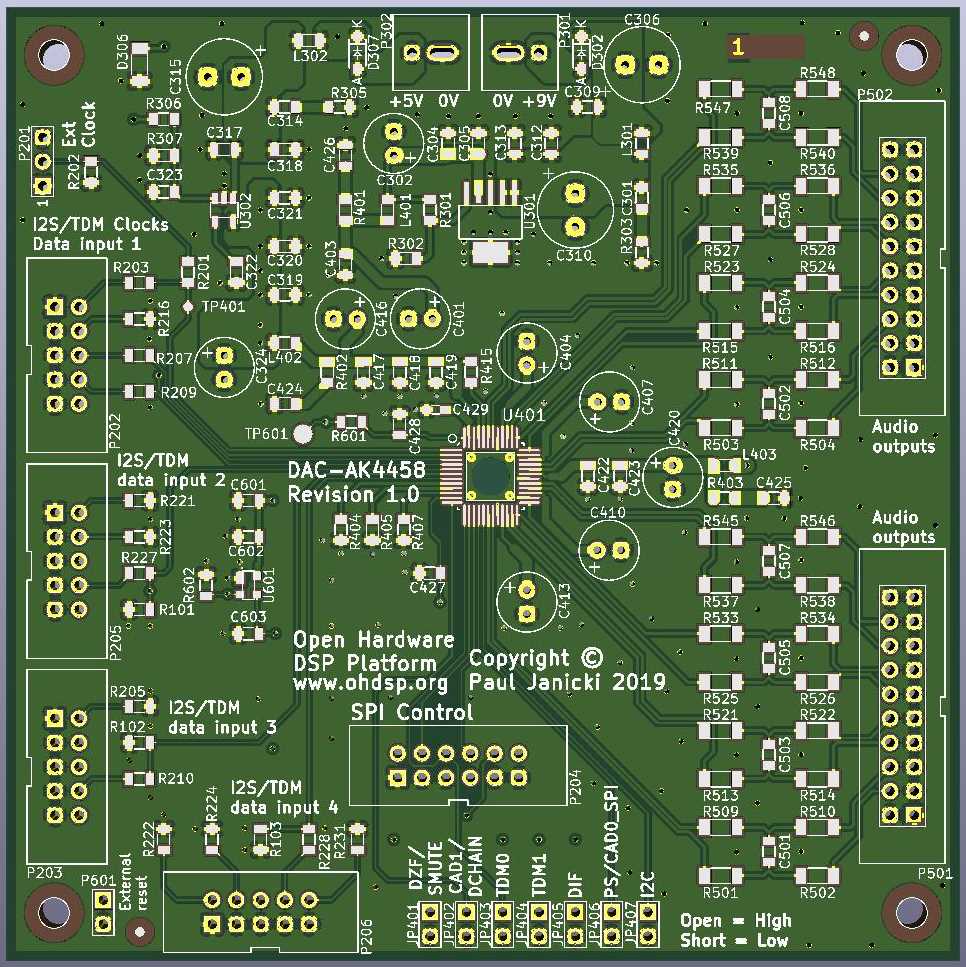 D306
C315
L302
D307
K
A
P302
+5V 0V
P301
0V +9V
D302
K
A
C306
1
R548
P502
R306
Ext
Clock
P201
R307
C317
R305
C314
C309
R547
C508
R202
1
C323
C318
C426
C302
C304
C305
C313
C312
L301
R539
R540
I2S/TDM Clocks
Data input 1
U302
C321
R401
L401
R301
U301
C310
C301
R303
R535
R536
C506
R203
R201
C322
C320
C403
R302
R527
R528
TP401
C319
R523
R524
R216
C416
C401
C504
R207
C324
L402
C404
R515
R516
R209
R402
C417
C418
C419
R415
C407
R511
R512
P202
C424
C429
U401
C420
C502
TP601
R601
C428
R503
R504
Audio
outputs
I2S/TDM
data input 2
DAC-AK4458
Revision 1.0
C422
C423
L403
R403
C425
R221
C601
C410
Audio
outputs
R223
C602
R404
R405
R407
R545
R546
C507
R227
R602
U601
C427
C413
R537
R538
R101
C603
P205
R533
R534
Open Hardware
DSP Platform
www.ohdsp.org
Copyright ©
Paul Janicki 2019
C505
R205
R525
R526
R102
I2S/TDM
data input 3
SPI Control
R521
R522
C503
R210
P204
R513
R514
I2S/TDM
data input 4
R222
R224
R103
R228
R231
R509
R510
C501
P203
P601
External
reset
P206
DZF/
SMUTE
CAD1/
DCHAIN
TDM0
TDM1
DIF
PS/CAD0_SPI
I2C
R501
R502
P501
JP401
JP402
JP403
JP404
JP405
JP406
JP407
Open = High
Short = Low